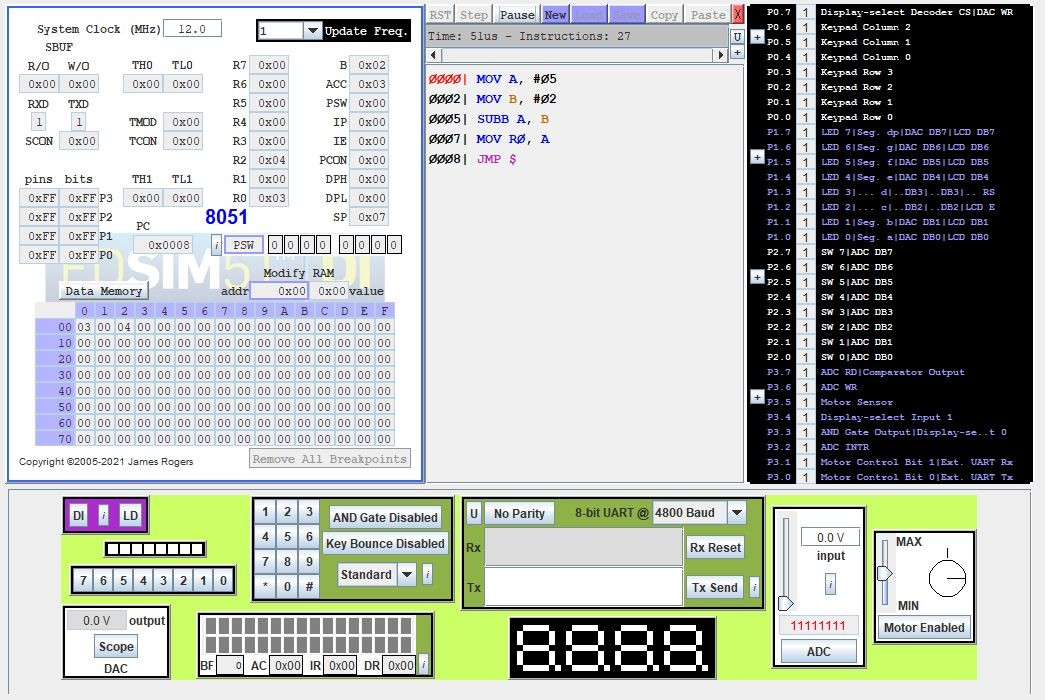 System Clock (MHz) 12.0
1 Update Freq.
SBUF
R/O W/O TH0 TL0 R7 0x00 B 0x02
0x00 0x00 0x00 0x00 R6 0x00 ACC 0x03
RXD TXD R5 0x00 PSW 0x00
1 1 TMOD 0x00 R4 0x00 IP 0x00
SCON 0x00 TCON 0x00 R3 0x00 IE 0x00
R2 0x04 PCON 0x00
pins bits TH1 TL1 R1 0x00 DPH 0x00
0xFF 0xFF P3 0x00 0x00 R0 0x03 DPL 0x00
0xFF 0xFF P2 8051 SP 0x07
0xFF 0xFF P1 PC
0xFF 0xFF P0 0x0008 i PSW 0 0 0 0 0 0 0 0
EDSIM51DI
Modify RAM
Data Memory addr 0x00 0x00 value
0 1 2 3 4 5 6 7 8 9 A B C D E F
00 03 00 04 00 00 00 00 00 00 00 00 00 00 00 00 00
10 00 00 00 00 00 00 00 00 00 00 00 00 00 00 00 00
20 00 00 00 00 00 00 00 00 00 00 00 00 00 00 00 00
30 00 00 00 00 00 00 00 00 00 00 00 00 00 00 00 00
40 00 00 00 00 00 00 00 00 00 00 00 00 00 00 00 00
50 00 00 00 00 00 00 00 00 00 00 00 00 00 00 00 00
60 00 00 00 00 00 00 00 00 00 00 00 00 00 00 00 00
70 00 00 00 00 00 00 00 00 00 00 00 00 00 00 00 00
Copyright ©2005-2021 James Rogers Remove All Breakpoints
RST Step Pause New Load Save Copy Paste X
Time: 51us - Instructions: 27 U
+
0000| MOV A, #05
0002| MOV B, #02
0005| SUBB A, B
0007| MOV R0, A
0008| JMP $
P0.7 1 Display-select Decoder CS|DAC WR
+ P0.6 1 Keypad Column 2
P0.5 1 Keypad Column 1
P0.4 1 Keypad Column 0
P0.3 1 Keypad Row 3
P0.2 1 Keypad Row 2
P0.1 1 Keypad Row 1
P0.0 1 Keypad Row 0
P1.7 1 LED 7|Seg. dp|DAC DB7|LCD DB7
+ P1.6 1 LED 6|Seg. g|DAC DB6|LCD DB6
P1.5 1 LED 5|Seg. f|DAC DB5|LCD DB5
P1.4 1 LED 4|Seg. e|DAC DB4|LCD DB4
P1.3 1 LED 3|... d|..DB3|..DB3|.. RS
P1.2 1 LED 2|... c|..DB2|..DB2|LCD E
P1.1 1 LED 1|Seg. b|DAC DB1|LCD DB1
P1.0 1 LED 0|Seg. a|DAC DB0|LCD DB0
P2.7 1 SW 7|ADC DB7
+ P2.6 1 SW 6|ADC DB6
P2.5 1 SW 5|ADC DB5
P2.4 1 SW 4|ADC DB4
P2.3 1 SW 3|ADC DB3
P2.2 1 SW 2|ADC DB2
P2.1 1 SW 1|ADC DB1
P2.0 1 SW 0|ADC DB0
P3.7 1 ADC RD|Comparator Output
P3.6 1 ADC WR
+ P3.5 1 Motor Sensor
P3.4 1 Display-select Input 1
P3.3 1 AND Gate Output|Display-se..t 0
P3.2 1 ADC INTR
P3.1 1 Motor Control Bit 1|Ext. UART Rx
P3.0 1 Motor Control Bit 0|Ext. UART Tx
DI i LD
7 6 5 4 3 2 1 0
0.0 V output
Scope
DAC
1 2 3 AND Gate Disabled
4 5 6 Key Bounce Disabled
7 8 9 Standard i
* 0 #
BF 0 AC 0x00 IR 0x00 DR 0x00 i
U No Parity 8-bit UART @ 4800 Baud
Rx Rx Reset
Tx Tx Send i
8.8.8.8.
0.0 V
input
i
11111111
ADC
MAX
MIN
Motor Enabled